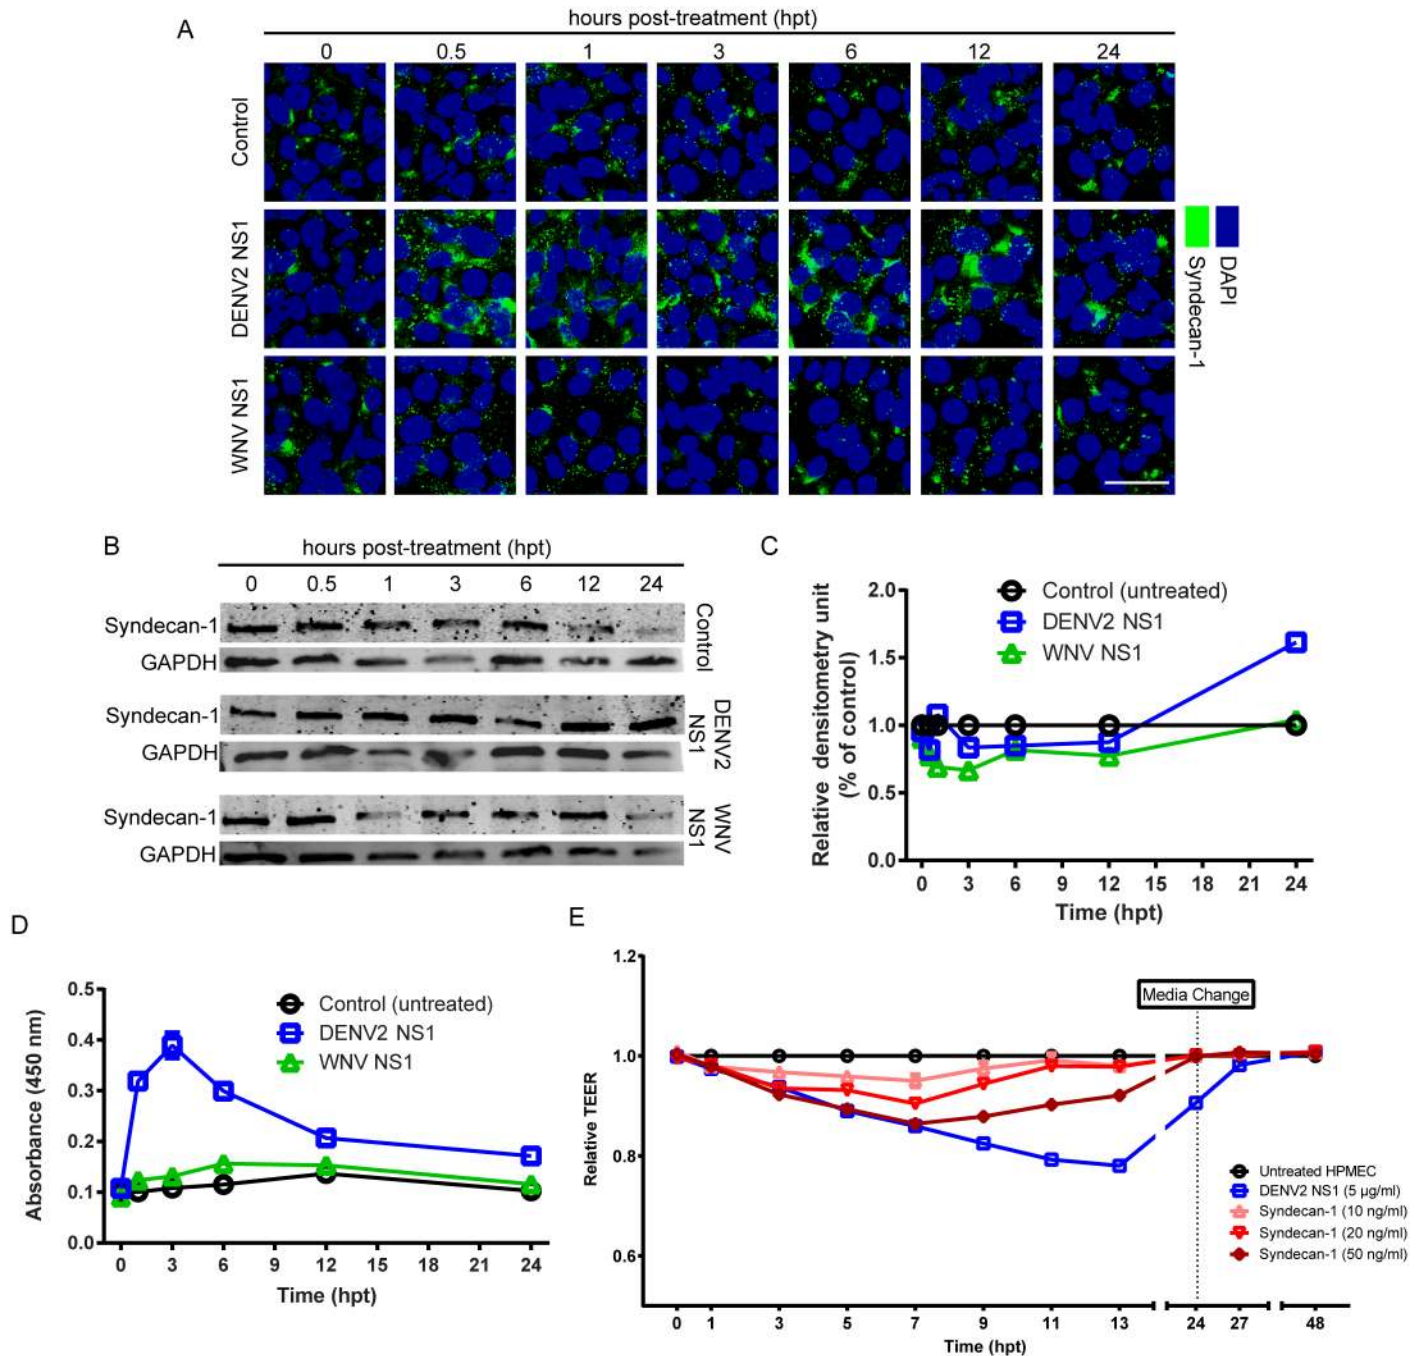 A
hours post-treatment (hpt)
0 0.5 1 3 6 12 24
Control
DENV2 NS1
WNV NS1
Syndecan-1
DAPI
B
hours post-treatment (hpt)
0 0.5 1 3 6 12 24
Syndecan-1
GAPDH
Control
Syndecan-1
GAPDH
DENV2
NS1
Syndecan-1
GAPDH
WNV
NS1
C
Relative densitometry unit
(% of control)
2.0
1.5
1.0
0.5
0.0
Control (untreated)
DENV2 NS1
WNV NS1
0 3 6 9 12 15 18 21 24
Time (hpt)
D
Absorbance (450 nm)
0.5
0.4
0.3
0.2
0.1
0.0
Control (untreated)
DENV2 NS1
WNV NS1
0 3 6 9 12 15 18 21 24
Time (hpt)
E
Relative TEER
1.2
1.0
0.8
0.6
Media Change
Untreated HPMEC
DENV2 NS1 (5 µg/ml)
Syndecan-1 (10 ng/ml)
Syndecan-1 (20 ng/ml)
Syndecan-1 (50 ng/ml)
0 1 3 5 7 9 11 13 24 27 48
Time (hpt)